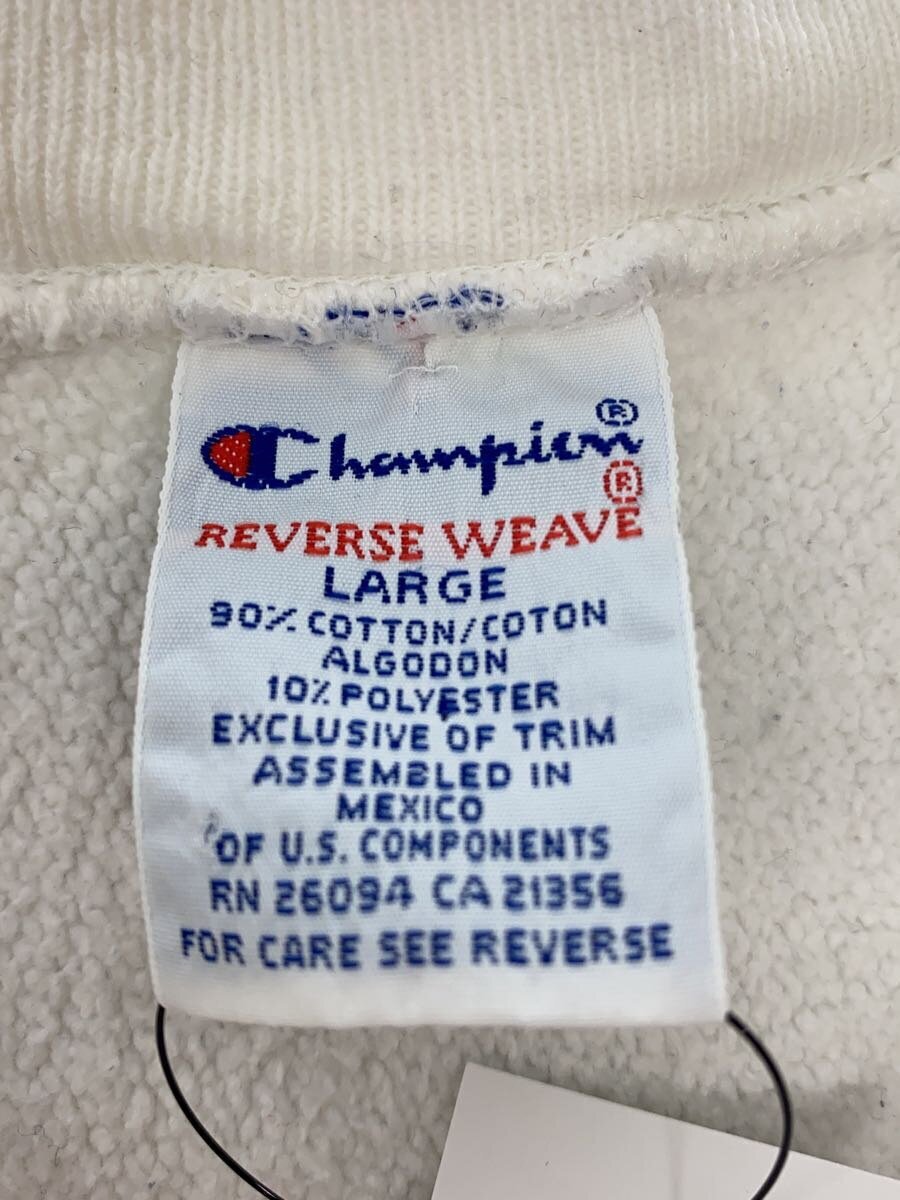 Champion®
REVERSE WEAVE®
LARGE
90% COTTON/COTON
ALGODON
10% POLYESTER
EXCLUSIVE OF TRIM
ASSEMBLED IN
MEXICO
OF U.S. COMPONENTS
RN 26094 CA 21356
FOR CARE SEE REVERSE